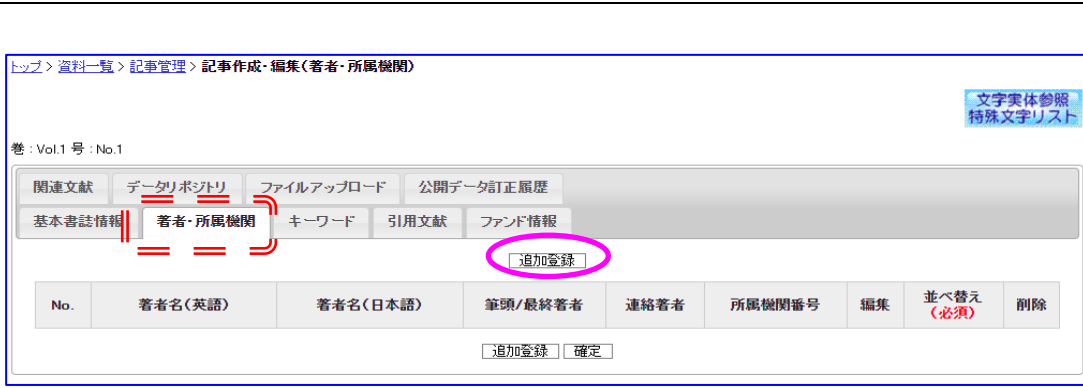 トップ > 資料一覧 > 記事管理 > 記事作成・編集(著者・所属機関)
文字実体参照
特殊文字リスト
巻 : Vol.1 号 : No.1
関連文献 データリポジトリ ファイルアップロード 公開データ訂正履歴
基本書誌情報 著者・所属機関 キーワード 引用文献 ファンド情報
追加登録
No. 著者名(英語) 著者名(日本語) 筆頭/最終著者 連絡著者 所属機関番号 編集 並べ替え(必須) 削除
追加登録 確定